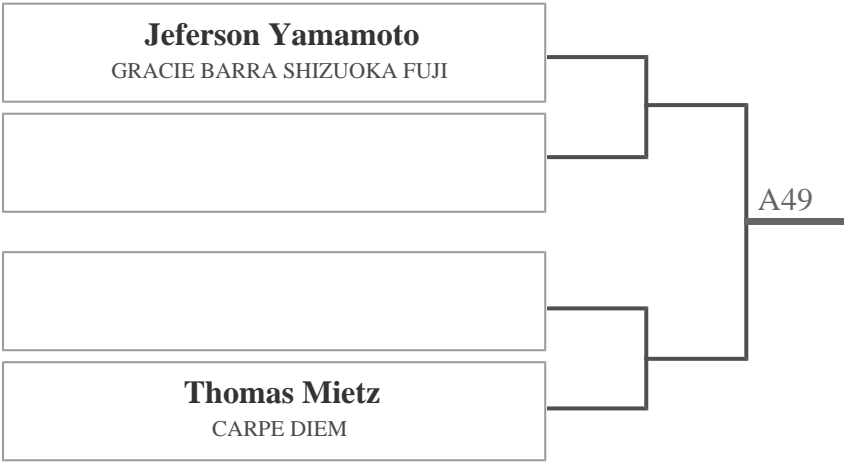 Jeferson Yamamoto
GRACIE BARRA SHIZUOKA FUJI
A49
Thomas Mietz
CARPE DIEM